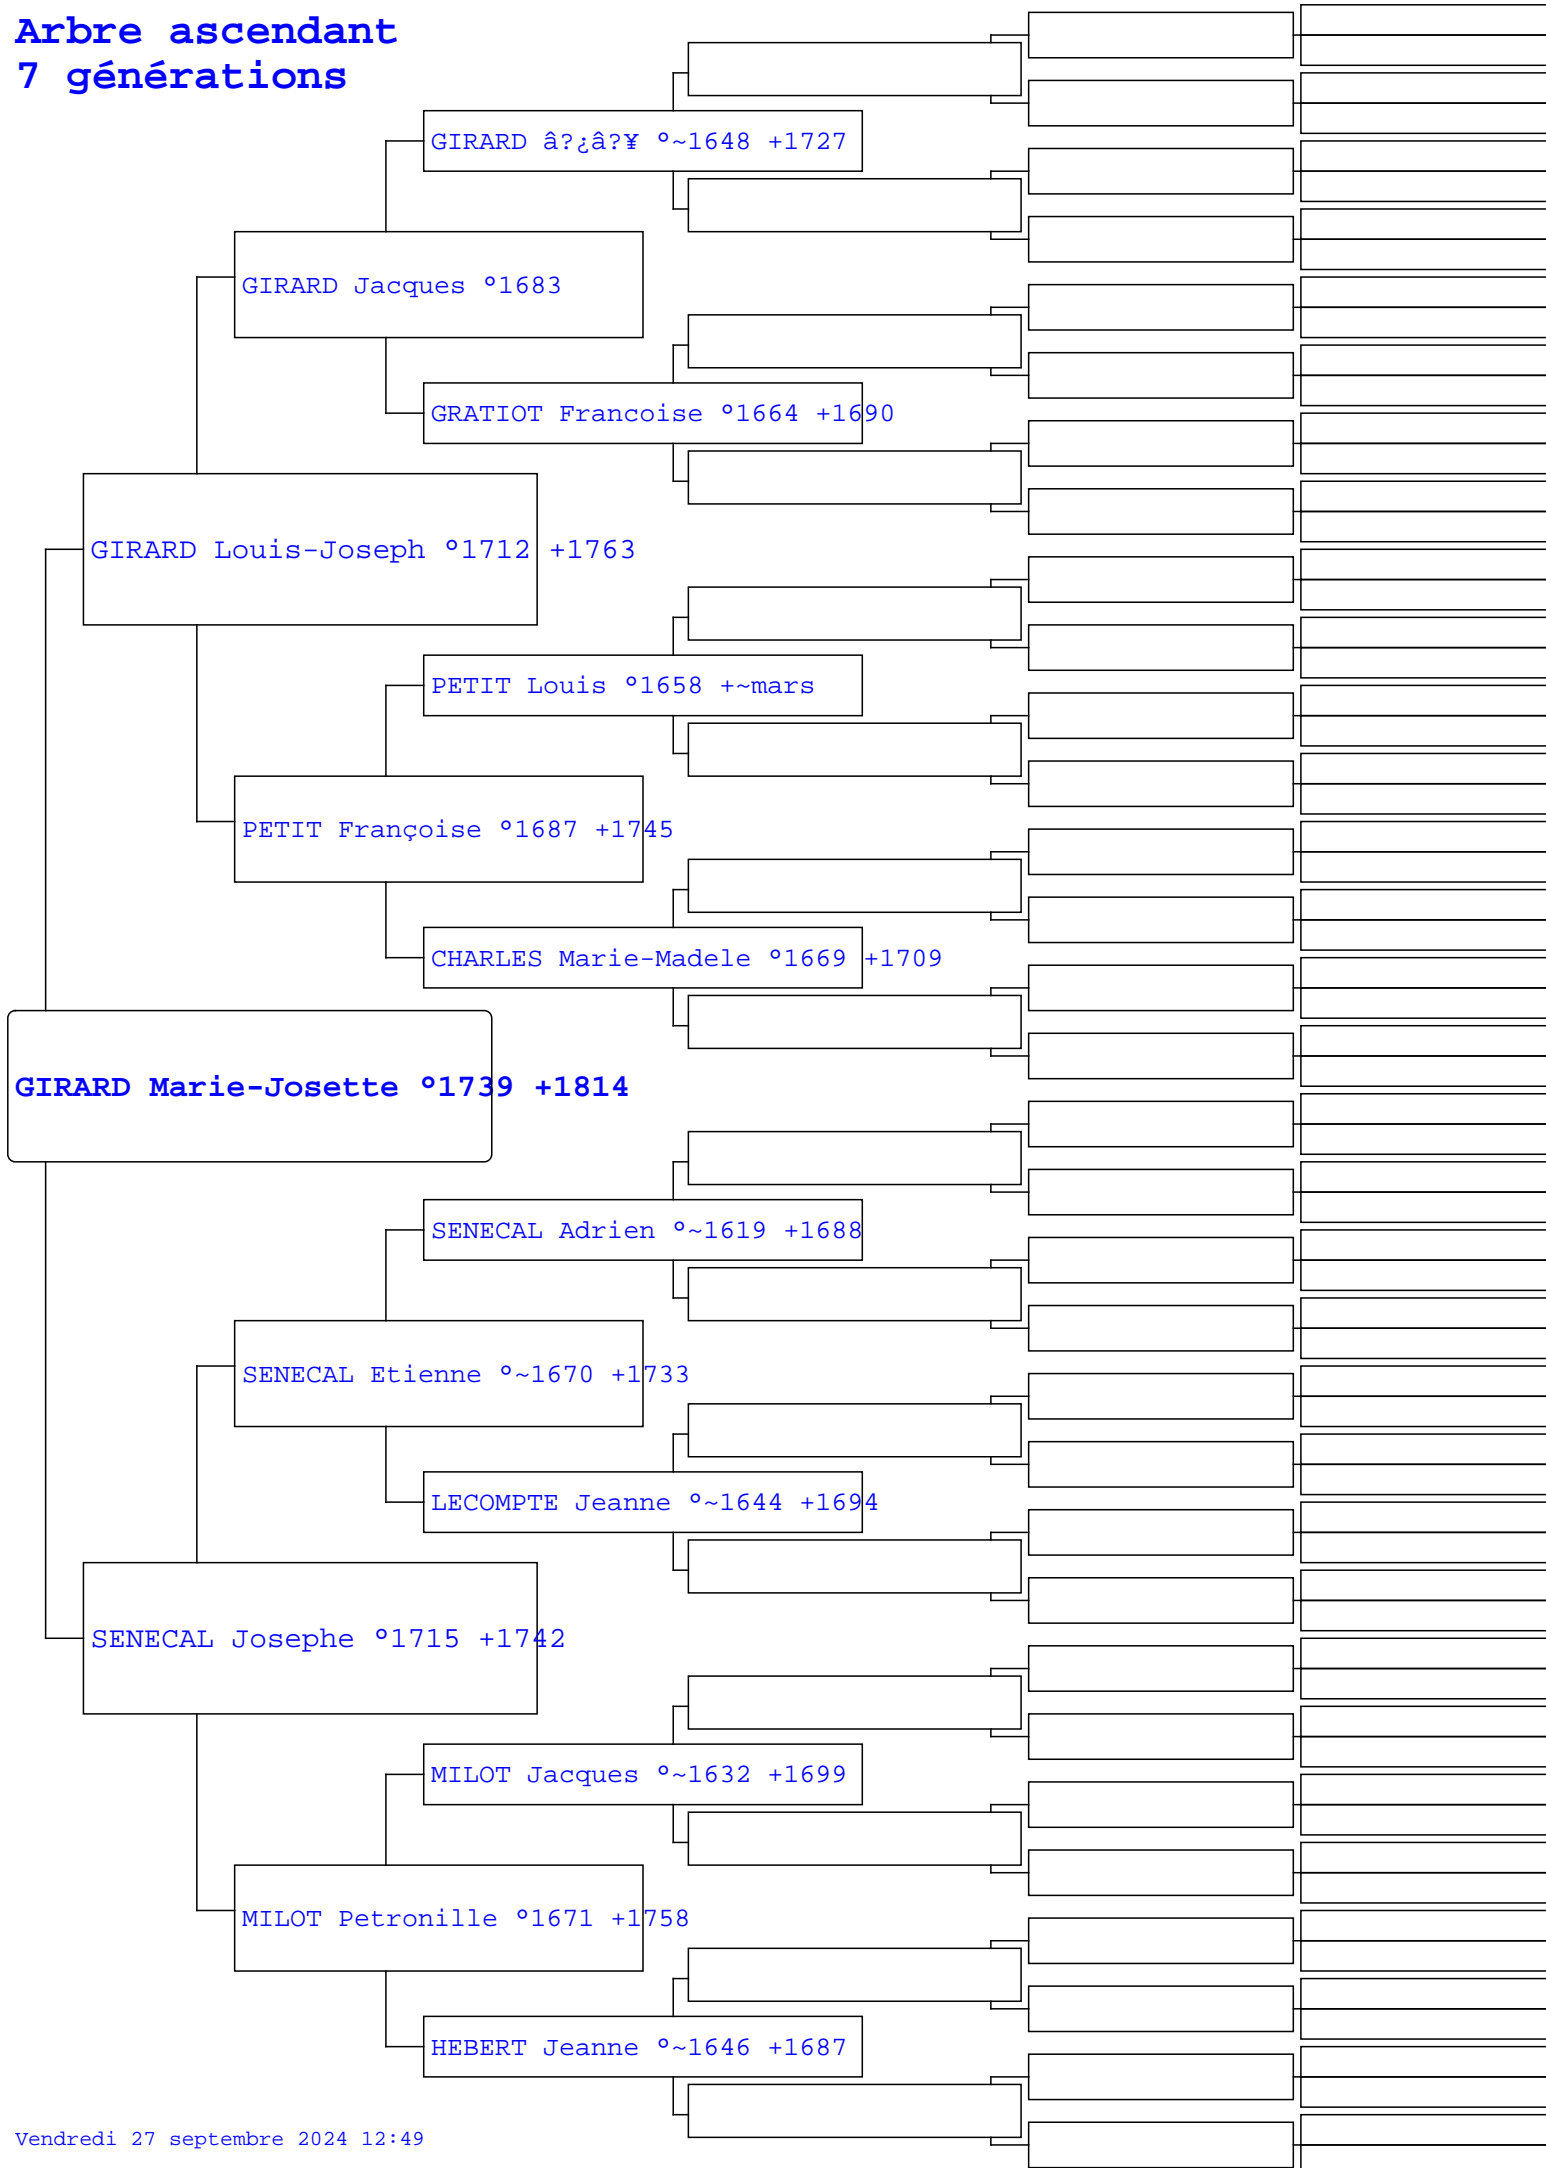 Arbre ascendant
7 générations
GIRARD â?¿â?¥ °~1648 +1727
GIRARD Jacques °1683
GRATIOT Francoise °1664 +1690
GIRARD Louis-Joseph °1712 +1763
PETIT Louis °1658 +~mars
PETIT Françoise °1687 +1745
CHARLES Marie-Madele °1669 +1709
GIRARD Marie-Josette °1739 +1814
SENECAL Adrien °~1619 +1688
SENECAL Etienne °~1670 +1733
LECOMPTE Jeanne °~1644 +1694
SENECAL Josephe °1715 +1742
MILOT Jacques °~1632 +1699
MILOT Petronille °1671 +1758
HEBERT Jeanne °~1646 +1687
Vendredi 27 septembre 2024 12:49